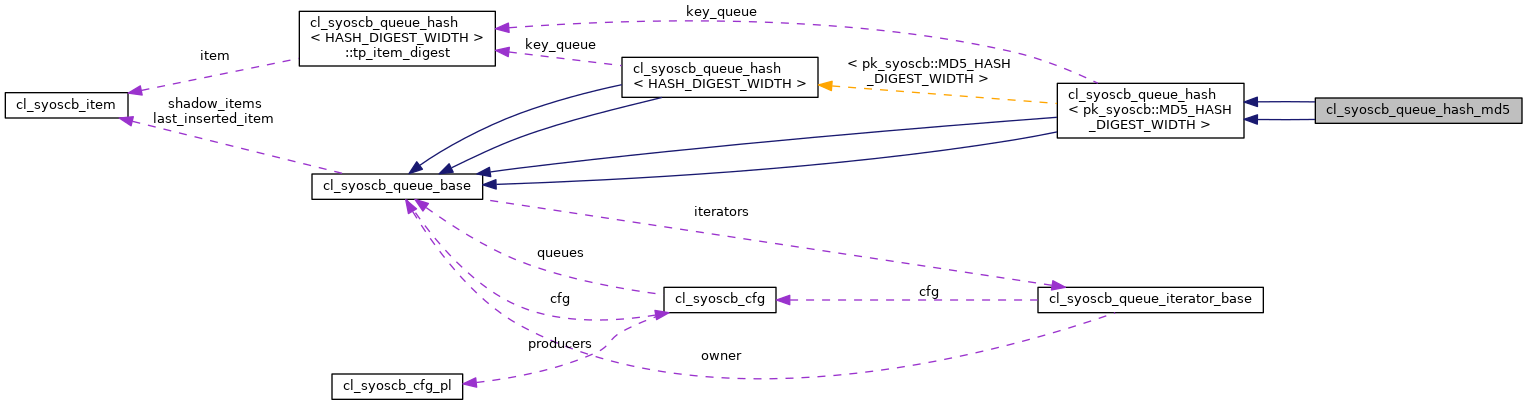 cl_syoscb_queue_hash
< HASH_DIGEST_WIDTH >
::tp_item_digest
key_queue
item
key_queue
cl_syoscb_queue_hash
< HASH_DIGEST_WIDTH >
< pk_syoscb::MD5_HASH
_DIGEST_WIDTH >
cl_syoscb_queue_hash
< pk_syoscb::MD5_HASH
_DIGEST_WIDTH >
cl_syoscb_queue_hash_md5
cl_syoscb_item
shadow_items
last_inserted_item
cl_syoscb_queue_base
iterators
queues
cfg
cl_syoscb_cfg
cfg
cl_syoscb_queue_iterator_base
producers
owner
cl_syoscb_cfg_pl